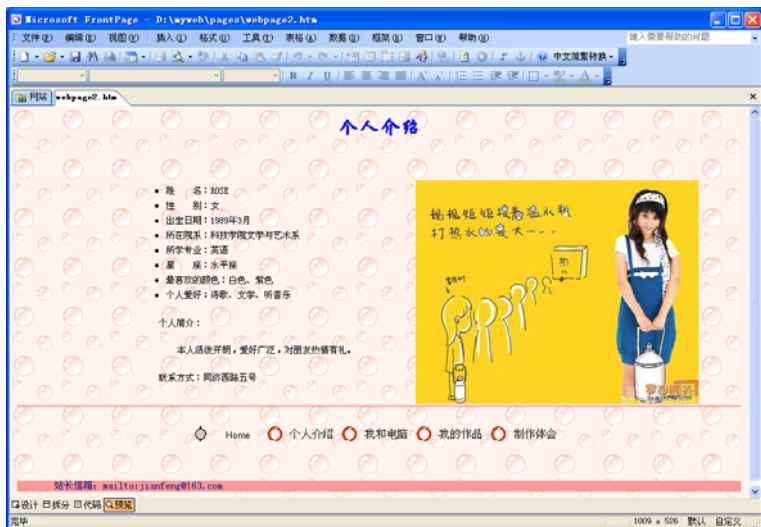 Microsoft FrontPage - D:\myweb\pages\webpage2.htm
文件(F) 编辑(E) 视图(V) 插入(I) 格式(O) 工具(T) 表格(A) 数据(D) 框架(R) 窗口(W) 帮助(H) 键入需要帮助的问题
中文简繁转换
B I U
网站 webpage2.htm
个人介绍
姓 名：ROSE
性 别：女
出生日期：1989年3月
所在院系：科技学院文学与艺术系
所学专业：英语
星 座：水平座
最喜欢的颜色：白色、紫色
个人爱好：诗歌、文学、听音乐
个人简介：
本人活泼开朗，爱好广泛，对朋友热情有礼。
联系方式：同济西路五号
打热水的是大---
Home 个人介绍 我和电脑 我的作品 制作体会
站长信箱：mailto:jianfeng@163.com
设计 拆分 代码 预览
完毕 1009 x 526 默认 自定义